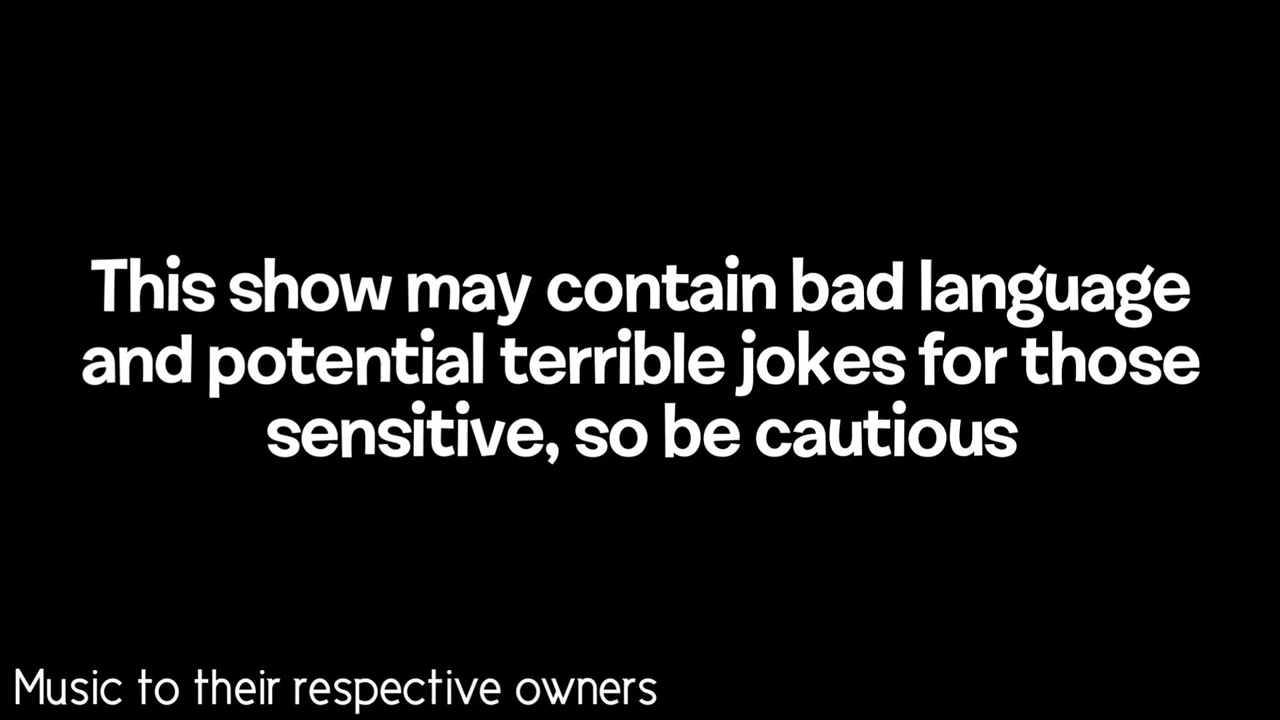 This show may contain bad language
and potential terrible jokes for those
sensitive, so be cautious
Music to their respective owners